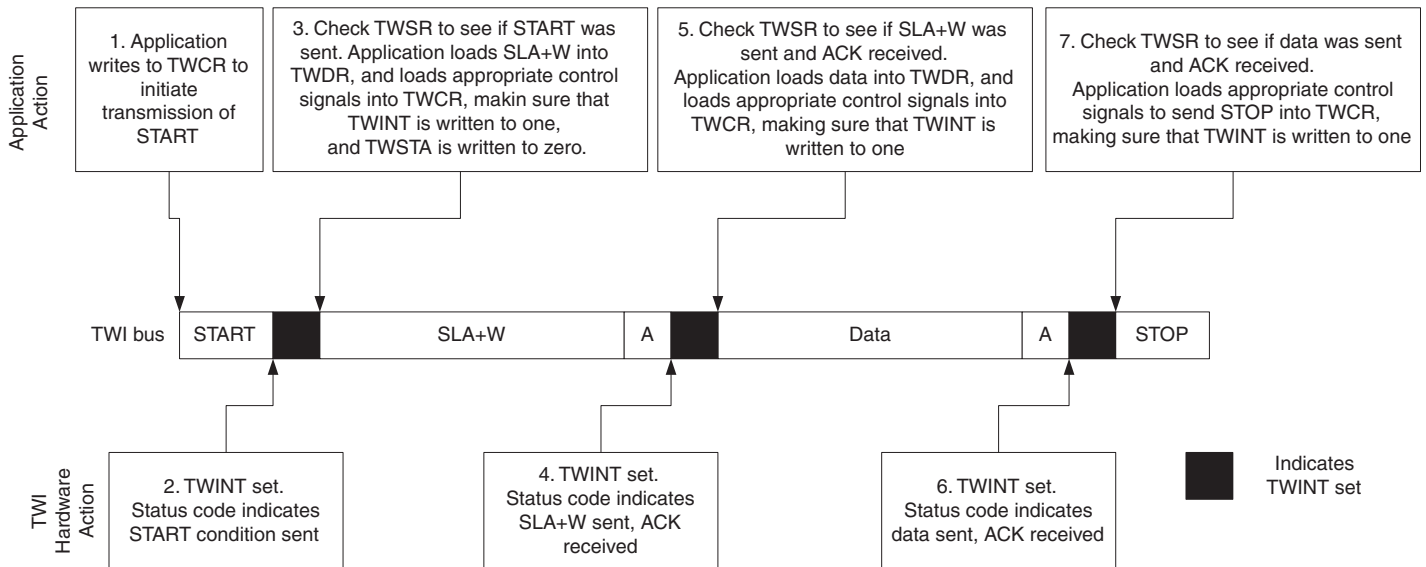 Application
Action
1. Application
writes to TWCR to
initiate
transmission of
START
3. Check TWSR to see if START was
sent. Application loads SLA+W into
TWDR, and loads appropriate control
signals into TWCR, makin sure that
TWINT is written to one,
and TWSTA is written to zero.
5. Check TWSR to see if SLA+W was
sent and ACK received.
Application loads data into TWDR, and
loads appropriate control signals into
TWCR, making sure that TWINT is
written to one
7. Check TWSR to see if data was sent
and ACK received.
Application loads appropriate control
signals to send STOP into TWCR,
making sure that TWINT is written to one
TWI bus
START
SLA+W
A
Data
A
STOP
TWI
Hardware
Action
2. TWINT set.
Status code indicates
START condition sent
4. TWINT set.
Status code indicates
SLA+W sent, ACK
received
6. TWINT set.
Status code indicates
data sent, ACK received
Indicates
TWINT set